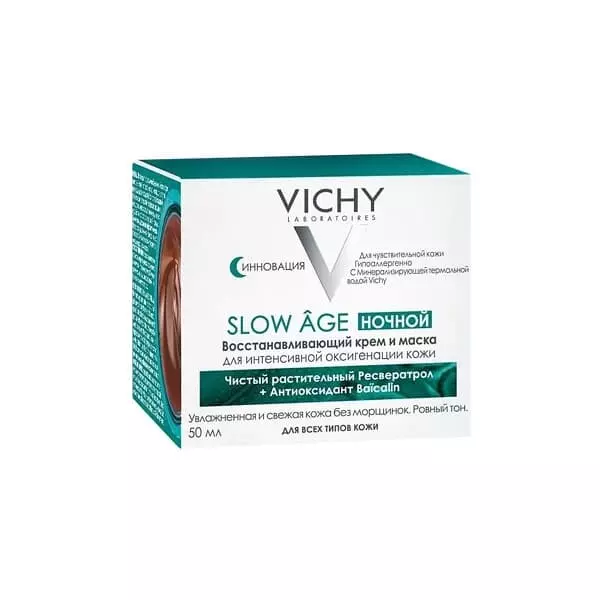 VICHY
LABORATOIRES
ИННОВАЦИЯ
Для чувствительной кожи
Гипоаллергенно
С Минерализующей термальной
водой Vichy
SLOW ÂGE НОЧНОЙ
Восстанавливающий крем и маска
для интенсивной оксигенации кожи
Чистый растительный Ресвератрол
+ Антиоксидант Baïcalin
Увлажненная и свежая кожа без морщинок. Ровный тон.
50 мл
ДЛЯ ВСЕХ ТИПОВ КОЖИ